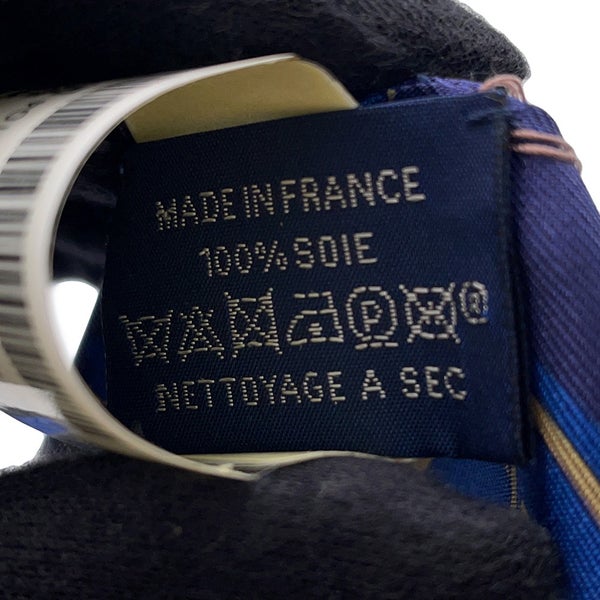 MADE IN FRANCE
100% SOIE
P ®
NETTOYAGE A SEC